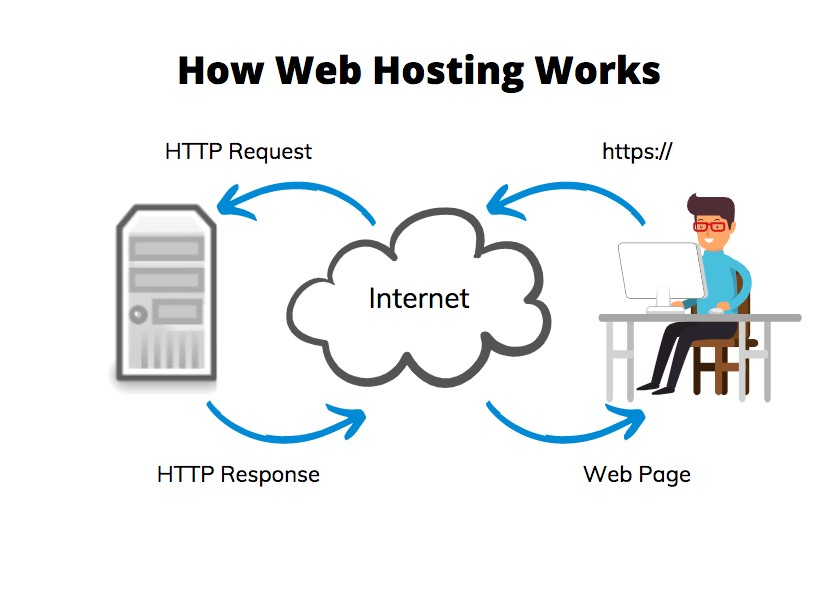 How Web Hosting Works
HTTP Request
https://
Internet
HTTP Response
Web Page